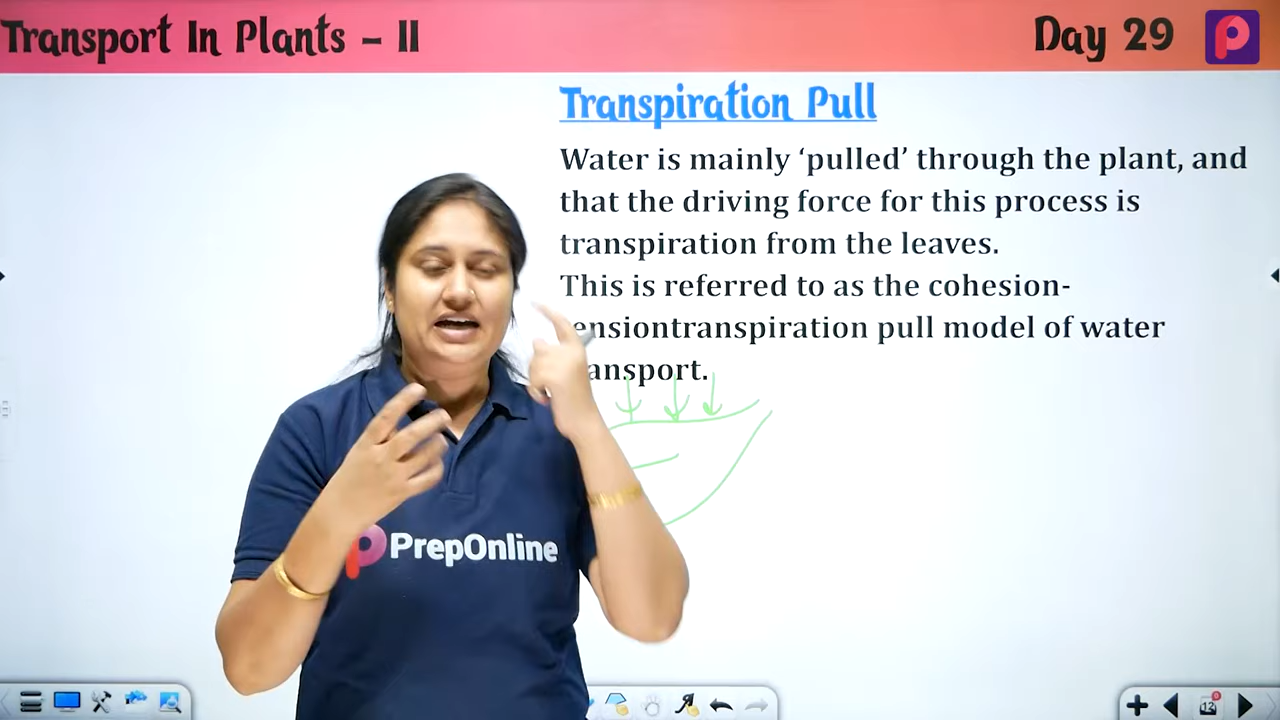 Transport In Plants – II
Day 29
Transpiration Pull
Water is mainly ‘pulled’ through the plant, and
that the driving force for this process is
transpiration from the leaves.
This is referred to as the cohesion-
ensiontranspiration pull model of water
ansport.
PrepOnline
12